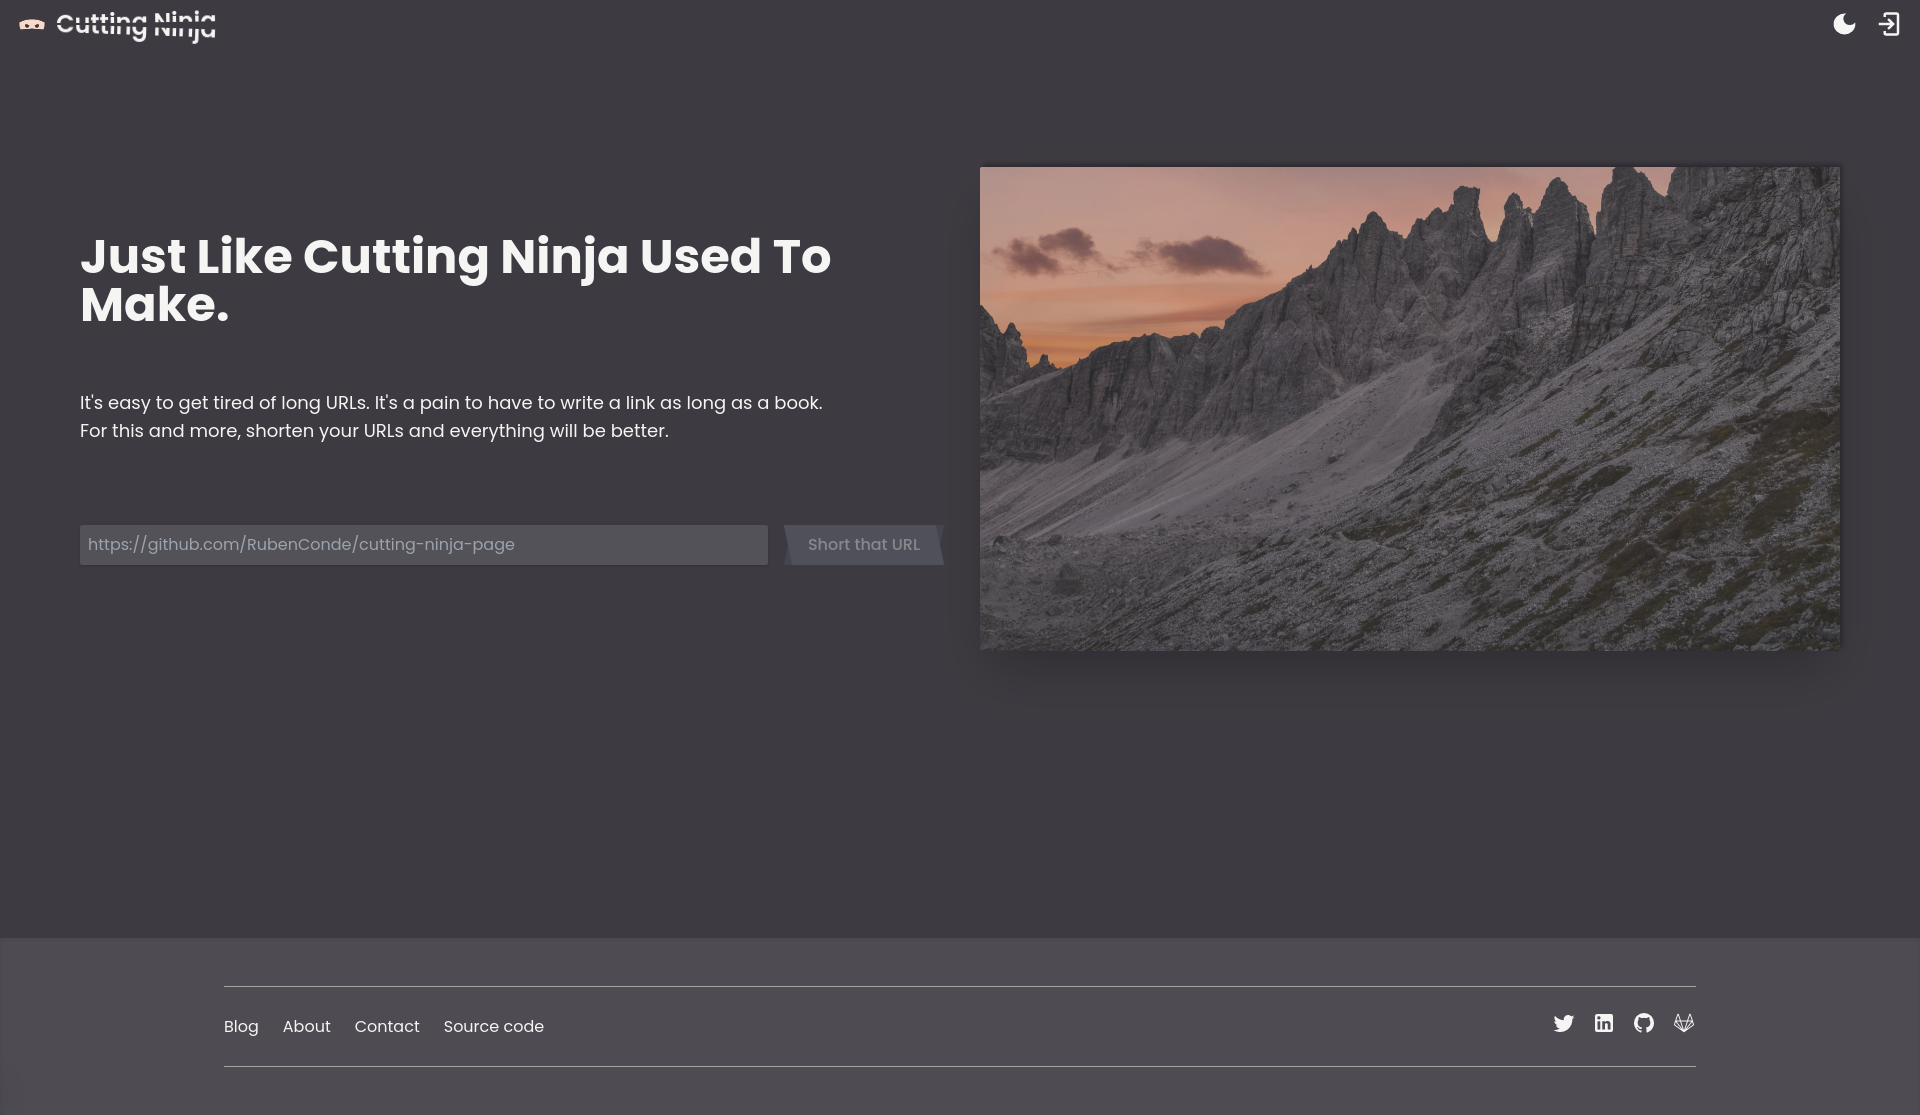 Cutting Ninja
Just Like Cutting Ninja Used To
Make.
It's easy to get tired of long URLs. It's a pain to have to write a link as long as a book.
For this and more, shorten your URLs and everything will be better.
https://github.com/RubenConde/cutting-ninja-page
Short that URL
Blog
About
Contact
Source code